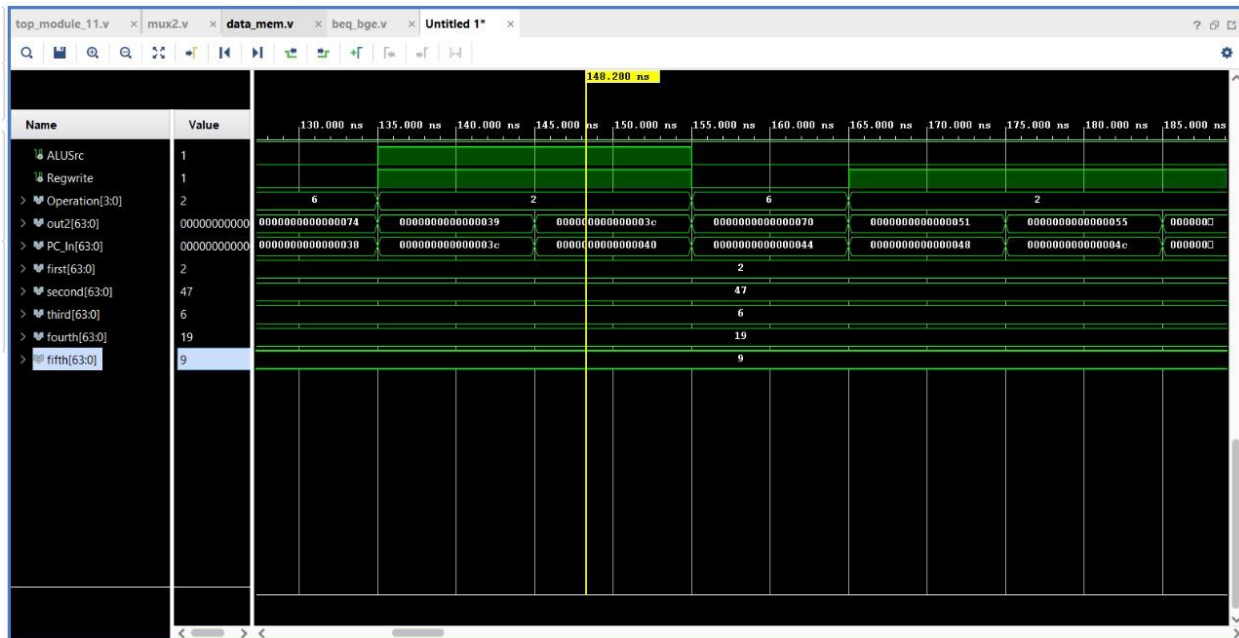 top_module_11.v × mux2.v × data_mem.v × beq_bge.v × Untitled 1* × ?
148.280 ns
Name Value 130.000 ns 135.000 ns 140.000 ns 145.000 ns 150.000 ns 155.000 ns 160.000 ns 165.000 ns 170.000 ns 175.000 ns 180.000 ns 185.000 ns
ALUSrc 1
Regwrite 1
Operation[3:0] 2 6 2 6 2
out2[63:0] 00000000000 0000000000000074 0000000000000039 000000000000003c 0000000000000070 0000000000000051 0000000000000055 000000
PC_In[63:0] 00000000000 0000000000000038 000000000000003c 0000000000000040 0000000000000044 0000000000000048 000000000000004c 000000
first[63:0] 2 2
second[63:0] 47 47
third[63:0] 6 6
fourth[63:0] 19 19
fifth[63:0] 9 9